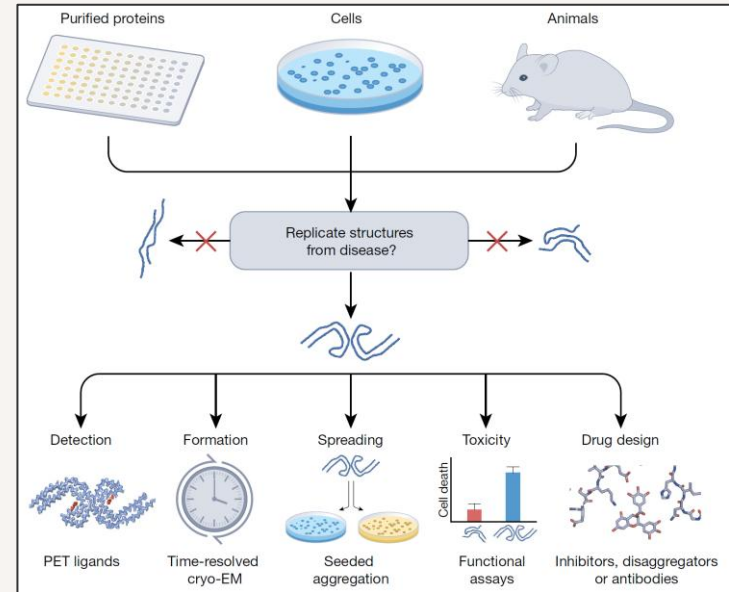 Purified proteins
Cells
Animals
Replicate structures
from disease?
Detection
Formation
Spreading
Toxicity
Drug design
Cell death
PET ligands
Time-resolved
cryo-EM
Seeded
aggregation
Functional
assays
Inhibitors, disaggregators
or antibodies